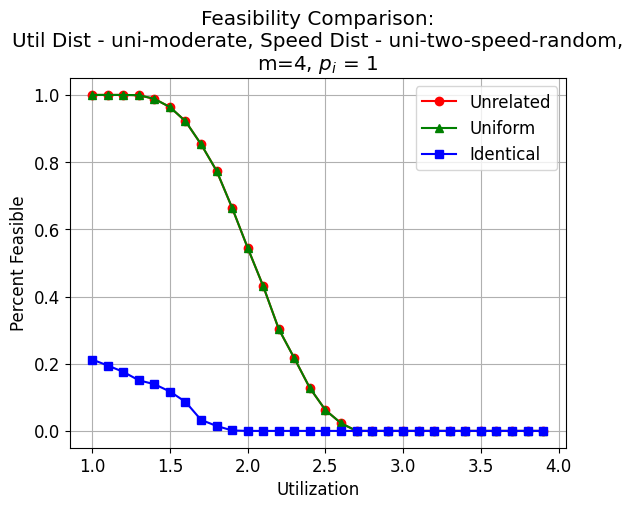 Feasibility Comparison:
Util Dist - uni-moderate, Speed Dist - uni-two-speed-random,
m=4, $p_i$ = 1
Unrelated
Uniform
Identical
Percent Feasible
1.0
0.8
0.6
0.4
0.2
0.0
1.0 1.5 2.0 2.5 3.0 3.5 4.0
Utilization